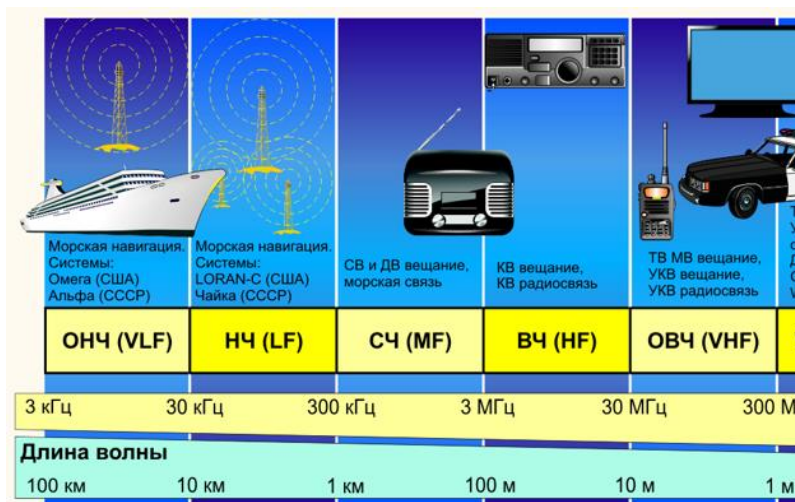 Морская навигация.
Системы:
Омега (США)
Альфа (СССР)
Морская навигация.
Системы:
LORAN-C (США)
Чайка (СССР)
СВ и ДВ вещание,
морская связь
КВ вещание,
КВ радиосвязь
ТВ МВ вещание,
УКВ вещание,
УКВ радиосвязь
ОНЧ (VLF)
НЧ (LF)
СЧ (MF)
ВЧ (HF)
ОВЧ (VHF)
3 кГц 30 кГц 300 кГц 3 МГц 30 МГц 300 М
Длина волны
100 км 10 км 1 км 100 м 10 м 1 м